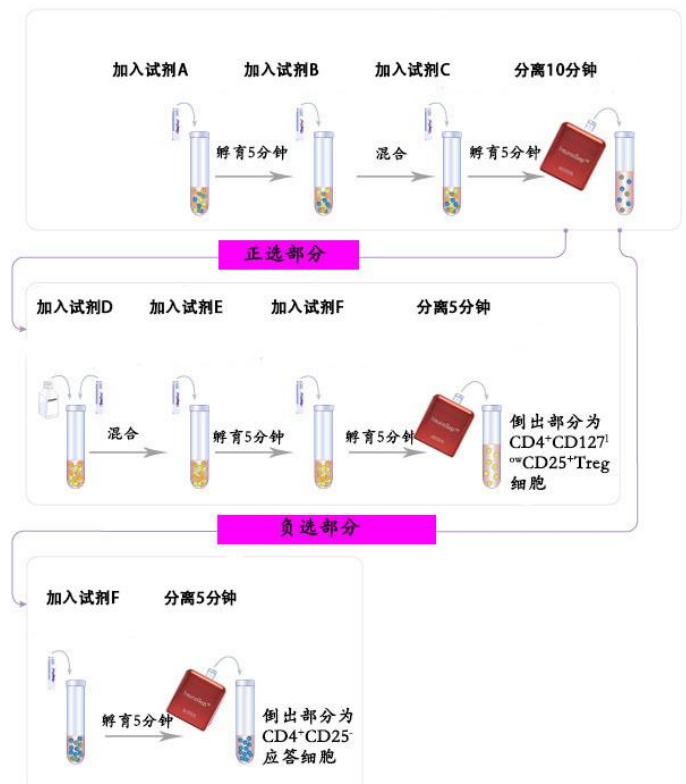 加入试剂A 加入试剂B 加入试剂C 分离10分钟
孵育5分钟 混合 孵育5分钟
正选部分
加入试剂D 加入试剂E 加入试剂F 分离5分钟
混合 孵育5分钟 孵育5分钟
倒出部分为
CD4⁺CD127ˡ
ᵒʷCD25⁺Treg
细胞
负选部分
加入试剂F 分离5分钟
孵育5分钟
倒出部分为
CD4⁺CD25⁻
应答细胞